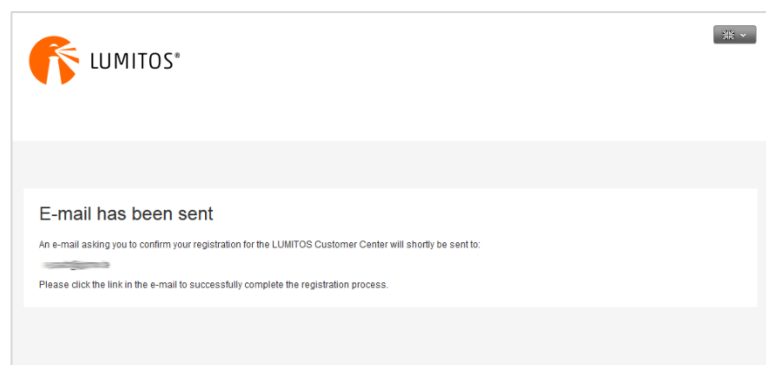 LUMITOS®
E-mail has been sent
An e-mail asking you to confirm your registration for the LUMITOS Customer Center will shortly be sent to:
Please click the link in the e-mail to successfully complete the registration process.